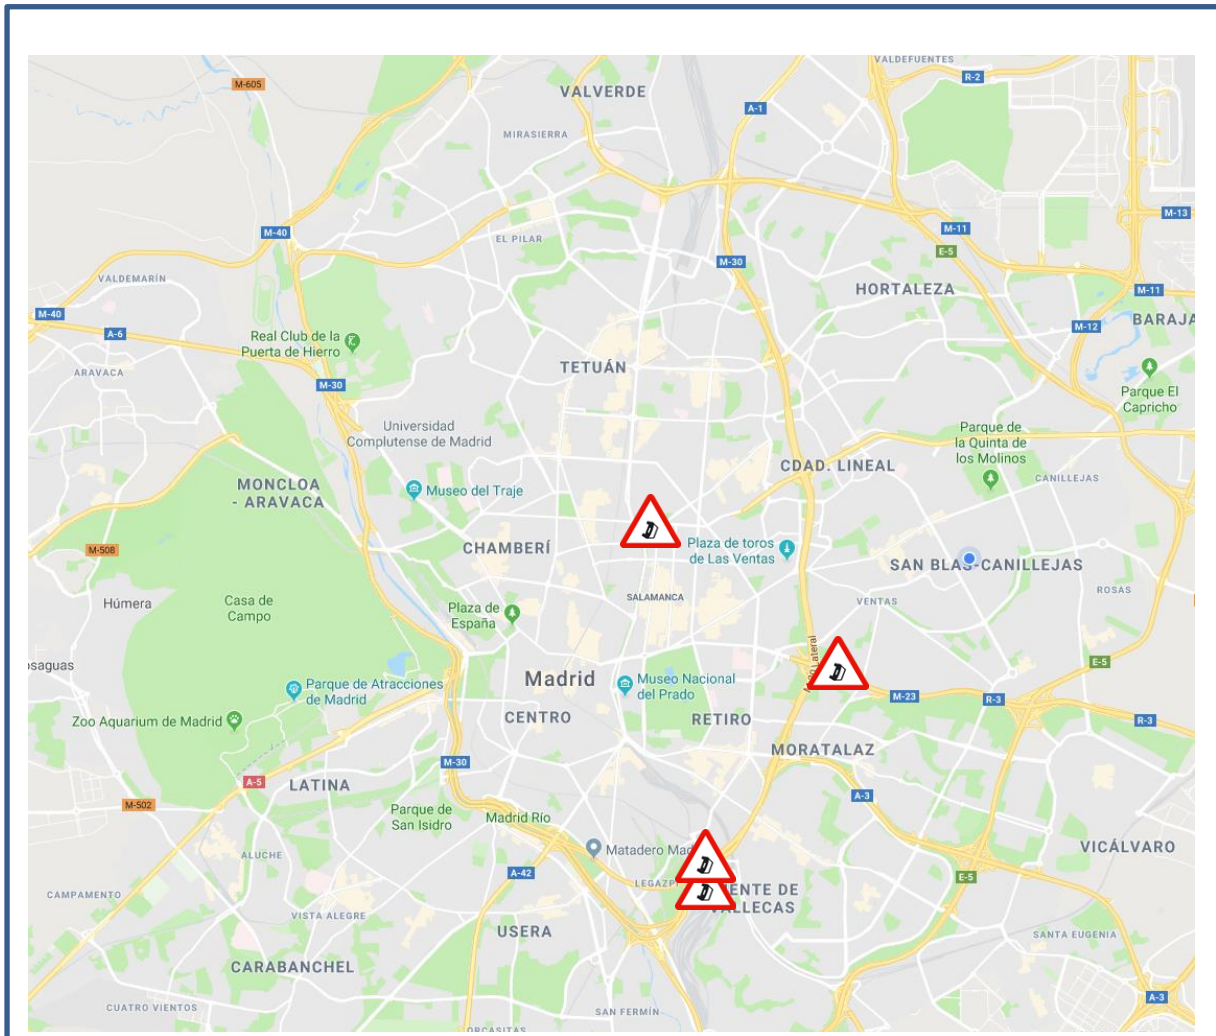 VALDEFUENTES
R-2
M-605
VALVERDE
A-1
MIRASIERRA
M-13
M-40
M-11
EL PILAR
E-5
M-30
VALDEMARÍN
HORTALEZA
M-11
M-40
BARAJA
M-12
A-6
Real Club de la
Puerta de Hierro
TETUÁN
ARAVACA
M-30
Parque El
Capricho
Universidad
Complutense de Madrid
Parque de
la Quinta de
los Molinos
CDAD. LINEAL
CANILLEJAS
MONCLOA
- ARAVACA
Museo del Traje
M-508
CHAMBERÍ
Plaza de toros
de Las Ventas
SAN BLAS-CANILLEJAS
ROSAS
Húmera
Casa de
Campo
Plaza de
España
SALAMANCA
VENTAS
Lateral
osaguas
E-5
Parque de Atracciones
de Madrid
Madrid
Museo Nacional
del Prado
M-23
R-3
Zoo Aquarium de Madrid
CENTRO
RETIRO
R-3
MORATALAZ
M-30
A-5
LATINA
A-3
M-502
Parque de
San Isidro
Madrid Río
Matadero Mad
VICÁLVARO
ALUCHE
A-42
LEGAZP
E-5
CAMPAMENTO
ENTE DE
VALLECAS
VISTA ALEGRE
USERA
SANTA EUGENIA
CARABANCHEL
A-3
CUATRO VIENTOS
SAN FERMÍN
ORCASITAS